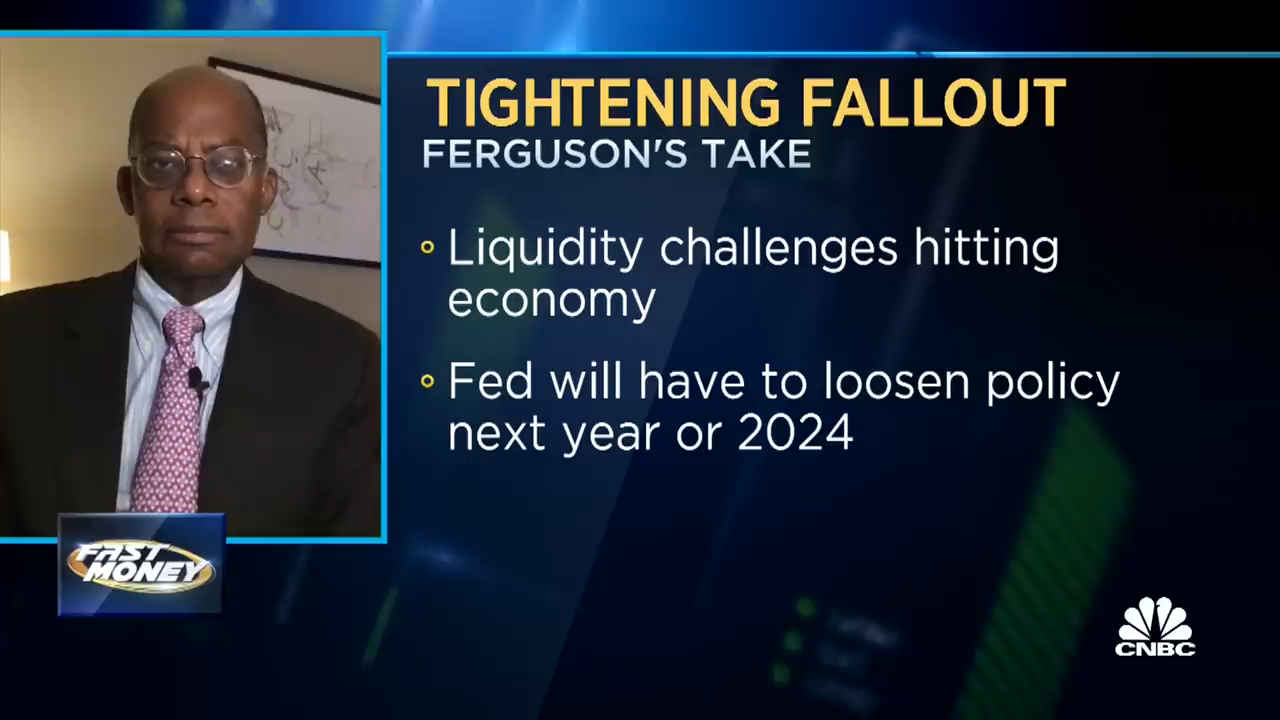 TIGHTENING FALLOUT
FERGUSON'S TAKE
Liquidity challenges hitting
economy
Fed will have to loosen policy
next year or 2024
FAST
MONEY
CNBC